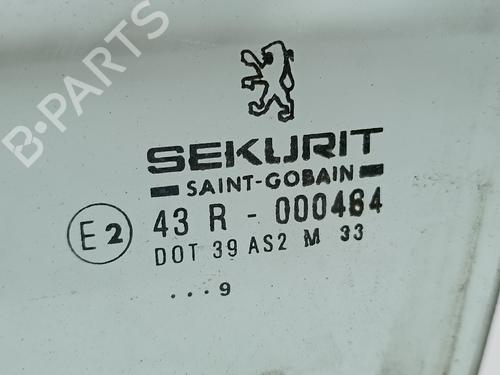 B-PARTS
SEKURIT
SAINT-GOBAIN
E2
43 R - 000464
DOT 39 AS2 M 33
...9